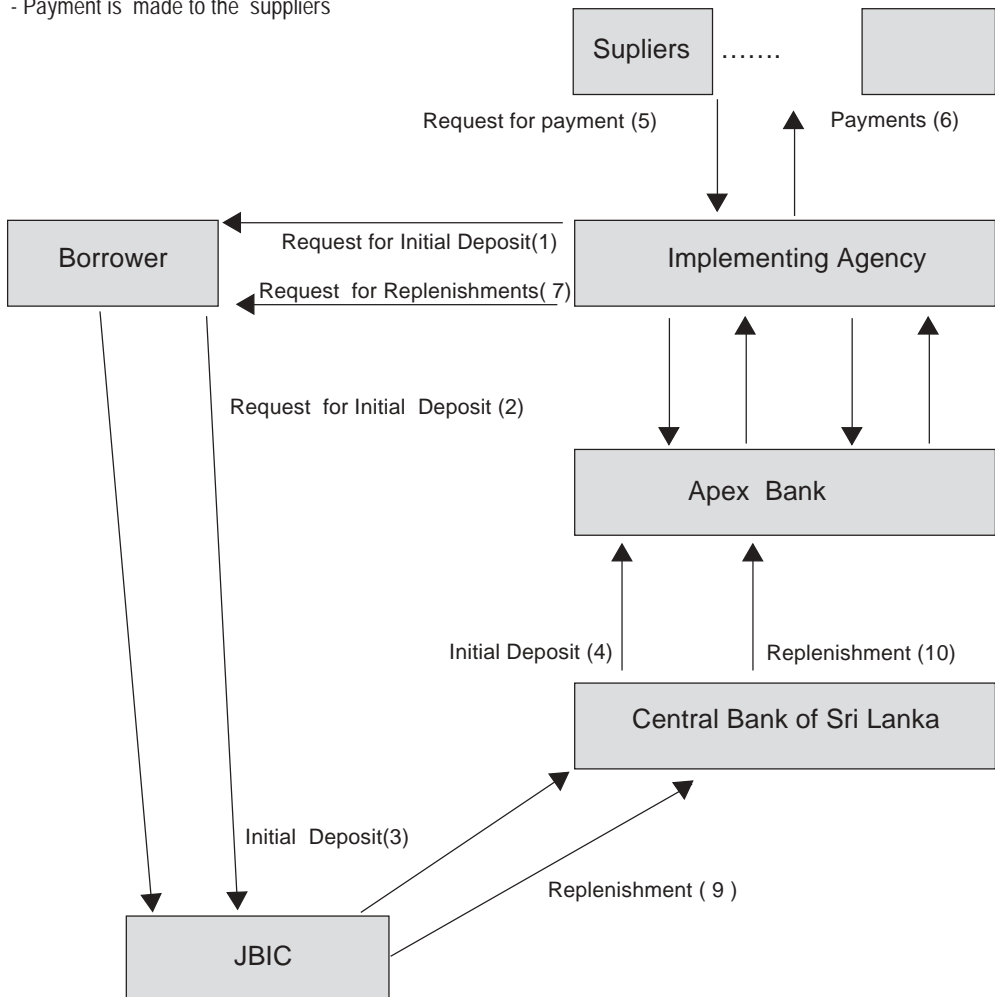 - Payment is made to the suppliers
Supliers .......
Request for payment (5)
Payments (6)
Borrower
Request for Initial Deposit(1)
Implementing Agency
Request for Replenishments( 7)
Request for Initial Deposit (2)
Apex Bank
Initial Deposit (4)
Replenishment (10)
Central Bank of Sri Lanka
Initial Deposit(3)
Replenishment ( 9 )
JBIC